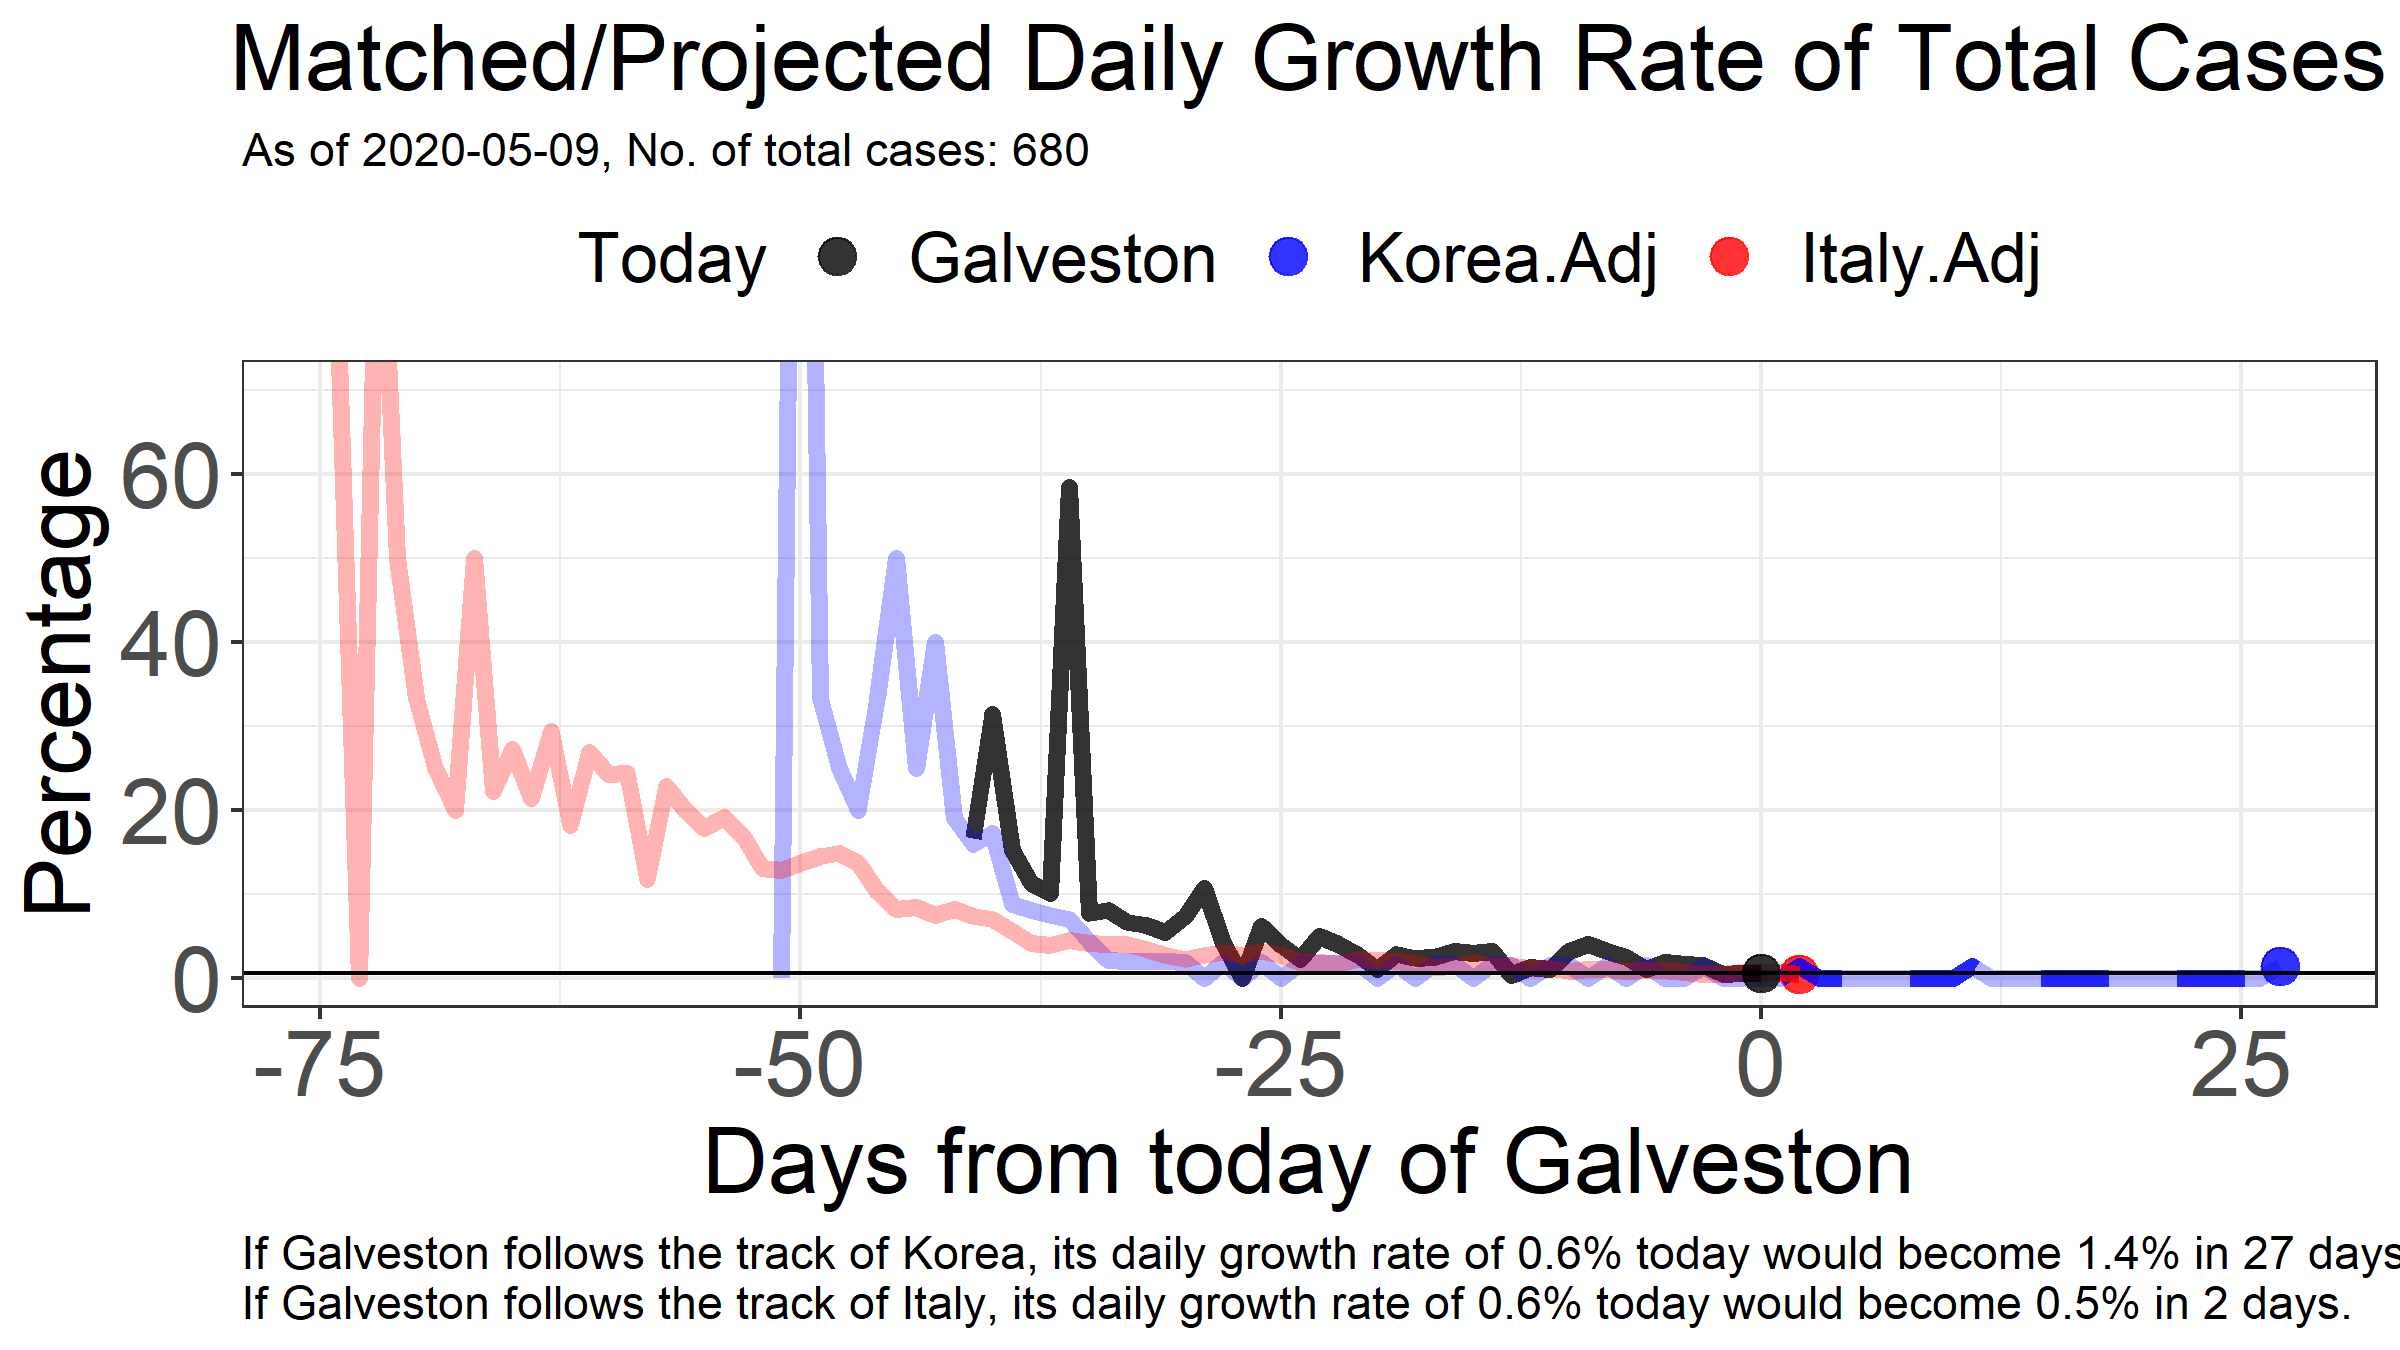 Matched/Projected Daily Growth Rate of Total Cases
As of 2020-05-09, No. of total cases: 680
Today Galveston Korea.Adj Italy.Adj
Percentage
60
40
20
0
-75 -50 -25 0 25
Days from today of Galveston
If Galveston follows the track of Korea, its daily growth rate of 0.6% today would become 1.4% in 27 days
If Galveston follows the track of Italy, its daily growth rate of 0.6% today would become 0.5% in 2 days.